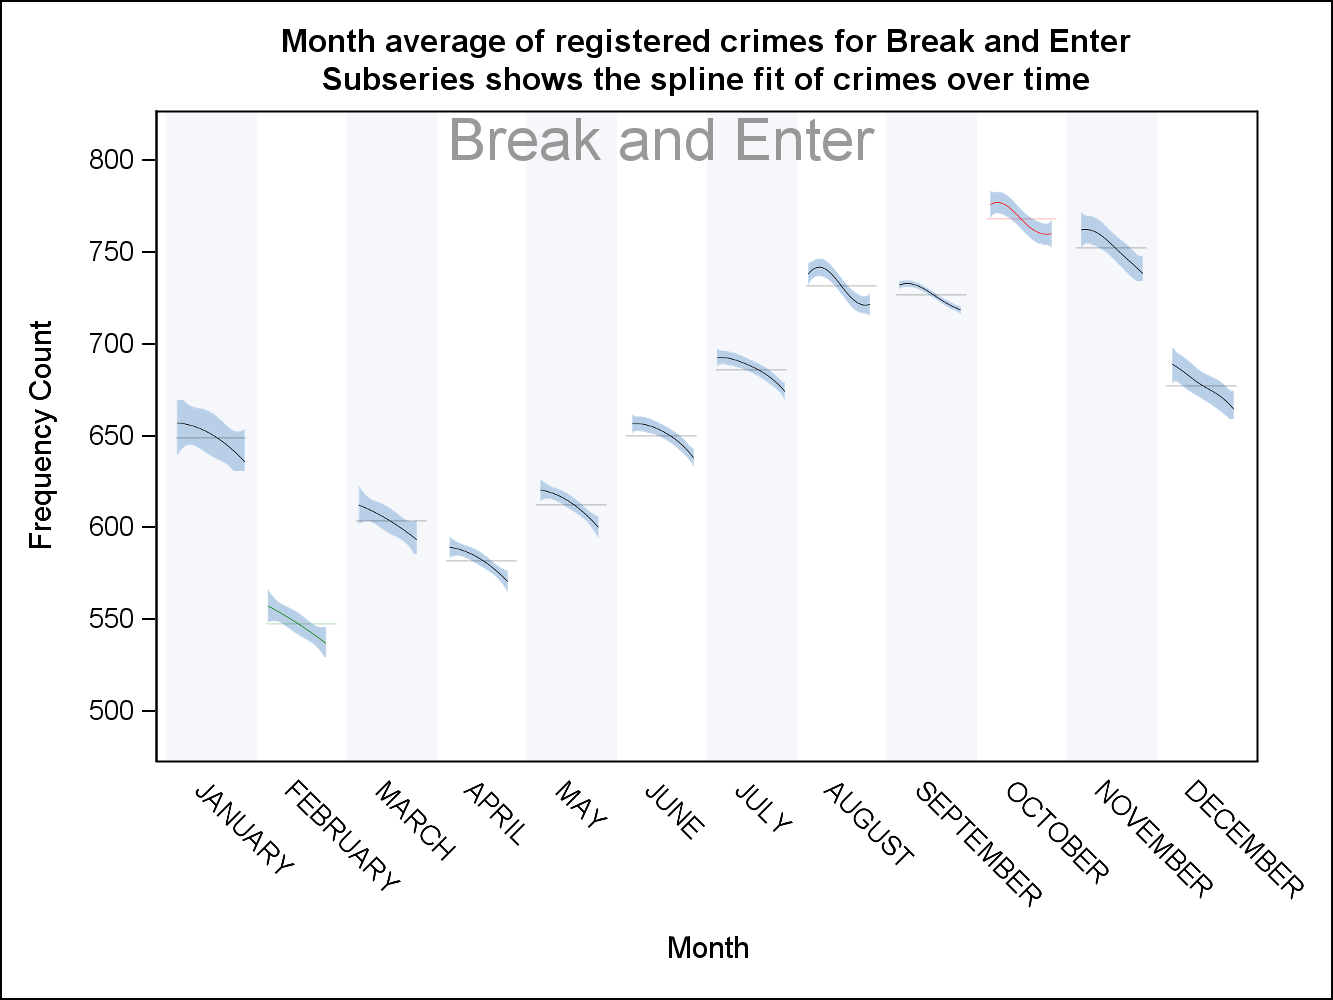 Month average of registered crimes for Break and Enter
Subseries shows the spline fit of crimes over time
Break and Enter
800
750
700
650
600
550
500
Frequency Count
JANUARY
FEBRUARY
MARCH
APRIL
MAY
JUNE
JULY
AUGUST
SEPTEMBER
OCTOBER
NOVEMBER
DECEMBER
Month